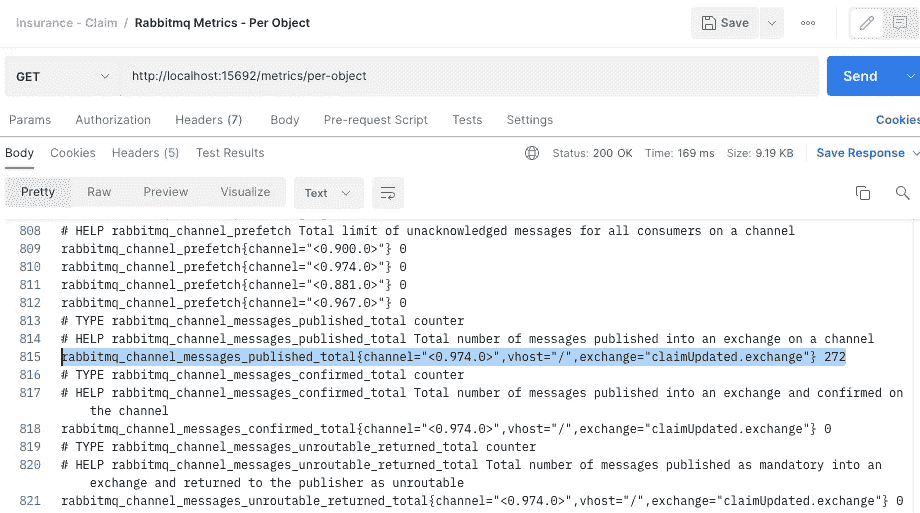 Insurance - Claim / Rabbitmq Metrics - Per Object
Save
GET http://localhost:15692/metrics/per-object Send
Params Authorization Headers (7) Body Pre-request Script Tests Settings Cookies
Body Cookies Headers (5) Test Results Status: 200 OK Time: 169 ms Size: 9.19 KB Save Response
Pretty Raw Preview Visualize Text
808 # HELP rabbitmq_channel_prefetch Total limit of unacknowledged messages for all consumers on a channel
809 rabbitmq_channel_prefetch{channel="<0.900.0>"} 0
810 rabbitmq_channel_prefetch{channel="<0.974.0>"} 0
811 rabbitmq_channel_prefetch{channel="<0.881.0>"} 0
812 rabbitmq_channel_prefetch{channel="<0.967.0>"} 0
813 # TYPE rabbitmq_channel_messages_published_total counter
814 # HELP rabbitmq_channel_messages_published_total Total number of messages published into an exchange on a channel
815 rabbitmq_channel_messages_published_total{channel="<0.974.0>",vhost="/",exchange="claimUpdated.exchange"} 272
816 # TYPE rabbitmq_channel_messages_confirmed_total counter
817 # HELP rabbitmq_channel_messages_confirmed_total Total number of messages published into an exchange and confirmed on
the channel
818 rabbitmq_channel_messages_confirmed_total{channel="<0.974.0>",vhost="/",exchange="claimUpdated.exchange"} 0
819 # TYPE rabbitmq_channel_messages_unroutable_returned_total counter
820 # HELP rabbitmq_channel_messages_unroutable_returned_total Total number of messages published as mandatory into an
exchange and returned to the publisher as unroutable
821 rabbitmq_channel_messages_unroutable_returned_total{channel="<0.974.0>",vhost="/",exchange="claimUpdated.exchange"} 0